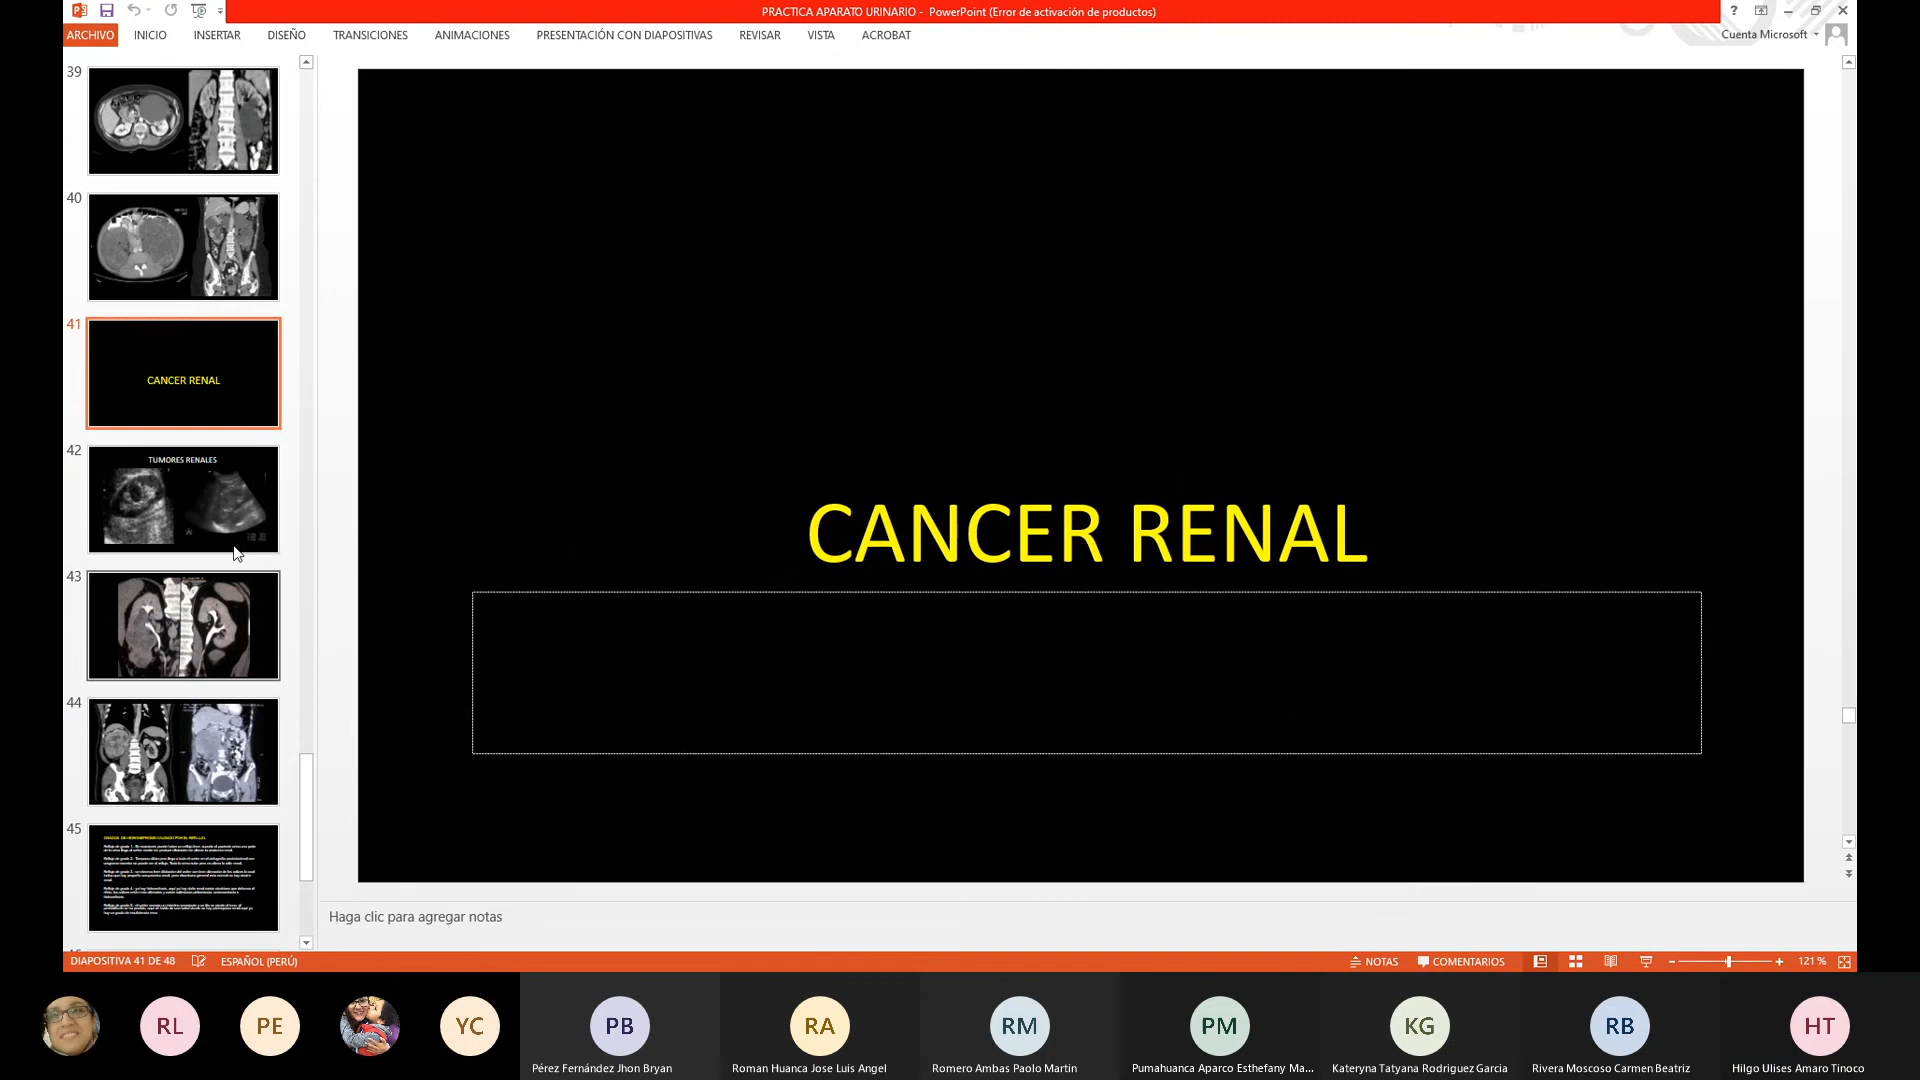 PRACTICA APARATO URINARIO - PowerPoint (Error de activación de productos)
?
ARCHIVO INICIO INSERTAR DISEÑO TRANSICIONES ANIMACIONES PRESENTACIÓN CON DIAPOSITIVAS REVISAR VISTA ACROBAT
Cuenta Microsoft
39
40
41
CANCER RENAL
42
TUMORES RENALES
43
44
45
CANCER RENAL
Haga clic para agregar notas
DIAPOSITIVA 41 DE 48 ESPAÑOL (PERÚ) NOTAS COMENTARIOS 121 %
RL PE YC PB RA RM PM KG RB HT
Pérez Fernández Jhon Bryan
Roman Huanca Jose Luis Angel
Romero Ambas Paolo Martin
Pumahuanca Aparco Esthefany Ma...
Kateryna Tatyana Rodriguez Garcia
Rivera Moscoso Carmen Beatriz
Hilgo Ulises Amaro Tinoco